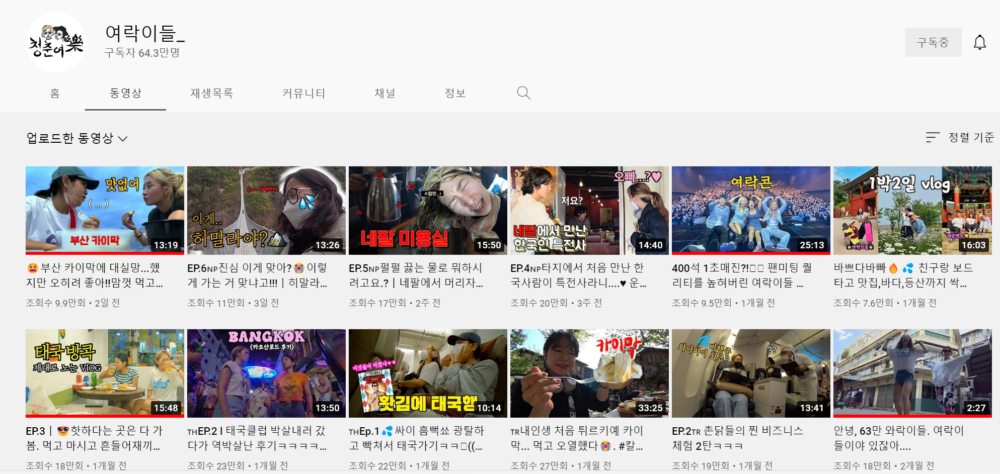 청춘여樂
여락이들_
구독자 64.3만명
구독중
홈
동영상
재생목록
커뮤니티
채널
정보
업로드한 동영상
정렬 기준
맛없어
(...)
부산 카이막
13:19
이게..
히말라야?
13:26
ㅈ잠깐..!
네팔 미용실
15:50
오빠...?♥
저요?
네팔에서 만난
한국인 특전사
14:40
여락콘
25:13
1박2일 vlog
여락이들
16:03
😫부산 카이막에 대실망...했
지만 오히려 좋아!!맘껏 먹고...
조회수 9.9만회 • 2일 전
EP.6NP진심 이게 맞아?😭이렇
게 가는 거 맞냐고!!! | 히말라...
조회수 11만회 • 3일 전
EP.5NP펄펄 끓는 물로 뭐하시
려고요.? | 네팔에서 머리자...
조회수 17만회 • 2주 전
EP.4NP타지에서 처음 만난 한
국사람이 특전사라니....♥ 운...
조회수 20만회 • 3주 전
400석 1초매진?!▯▯ 팬미팅 퀄
리티를 높혀버린 여락이들 ...
조회수 9.5만회 • 1개월 전
바쁘다바빠🔥💦 친구랑 보드
타고 맛집,바다,등산까지 싹...
조회수 7.6만회 • 1개월 전
태국 방콕
제대로 노는 VLOG
15:48
BANGKOK
(카오산로드 후기)
13:50
이것들이 미쳤나
홧김에 태국행
10:14
카이막
33:25
비행중
와이파이 되죠?
??
13:41
2:27
EP.3 | 😎핫하다는 곳은 다 가
봄. 먹고 마시고 흔들어재끼...
조회수 18만회 • 1개월 전
THEP.2 l 태국클럽 박살내러 갔
다가 역박살난 후기ㅋㅋㅋㅋ...
조회수 23만회 • 1개월 전
THEp.1💦싸이 흠뻑쑈 광탈하
고 빡쳐서 태국가기ㅋㅋ▯((...
조회수 22만회 • 1개월 전
TR내인생 처음 튀르키예 카이
막... 먹고 오열했다😭. #칼...
조회수 27만회 • 1개월 전
EP.2TR 촌닭들의 찐 비즈니스
체험 2탄ㅋㅋㅋ
조회수 19만회 • 1개월 전
안녕, 63만 와락이들. 여락이
들이야 있잖아....
조회수 18만회 • 2개월 전